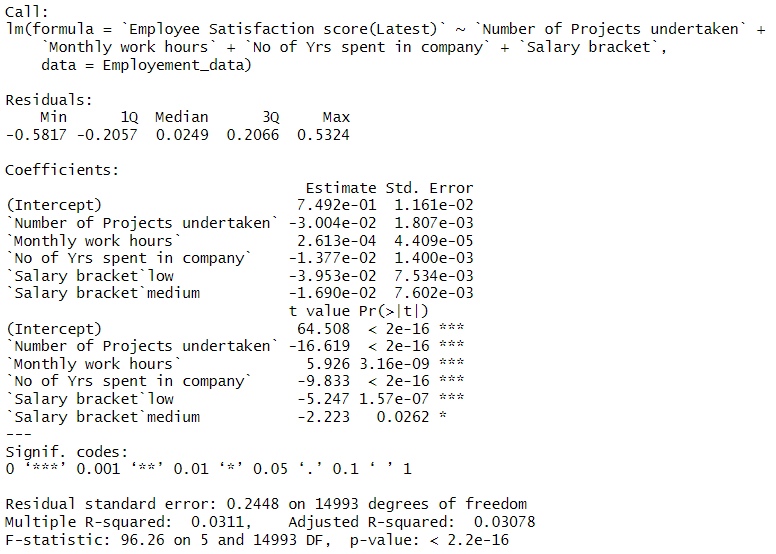 Call:
lm(formula = `Employee Satisfaction score(Latest)` ~ `Number of Projects undertaken` +
    `Monthly work hours` + `No of Yrs spent in company` + `Salary bracket`,
    data = Employement_data)

Residuals:
    Min      1Q  Median      3Q     Max
-0.5817 -0.2057  0.0249  0.2066  0.5324

Coefficients:
                                  Estimate Std. Error
(Intercept)                      7.492e-01  1.161e-02
`Number of Projects undertaken` -3.004e-02  1.807e-03
`Monthly work hours`             2.613e-04  4.409e-05
`No of Yrs spent in company`    -1.377e-02  1.400e-03
`Salary bracket`low             -3.953e-02  7.534e-03
`Salary bracket`medium          -1.690e-02  7.602e-03
                                t value Pr(>|t|)
(Intercept)                      64.508  < 2e-16 ***
`Number of Projects undertaken` -16.619  < 2e-16 ***
`Monthly work hours`              5.926 3.16e-09 ***
`No of Yrs spent in company`     -9.833  < 2e-16 ***
`Salary bracket`low              -5.247 1.57e-07 ***
`Salary bracket`medium           -2.223   0.0262 *
---
Signif. codes:
0 ‘***’ 0.001 ‘**’ 0.01 ‘*’ 0.05 ‘.’ 0.1 ‘ ’ 1

Residual standard error: 0.2448 on 14993 degrees of freedom
Multiple R-squared:  0.0311,    Adjusted R-squared:  0.03078
F-statistic: 96.26 on 5 and 14993 DF,  p-value: < 2.2e-16